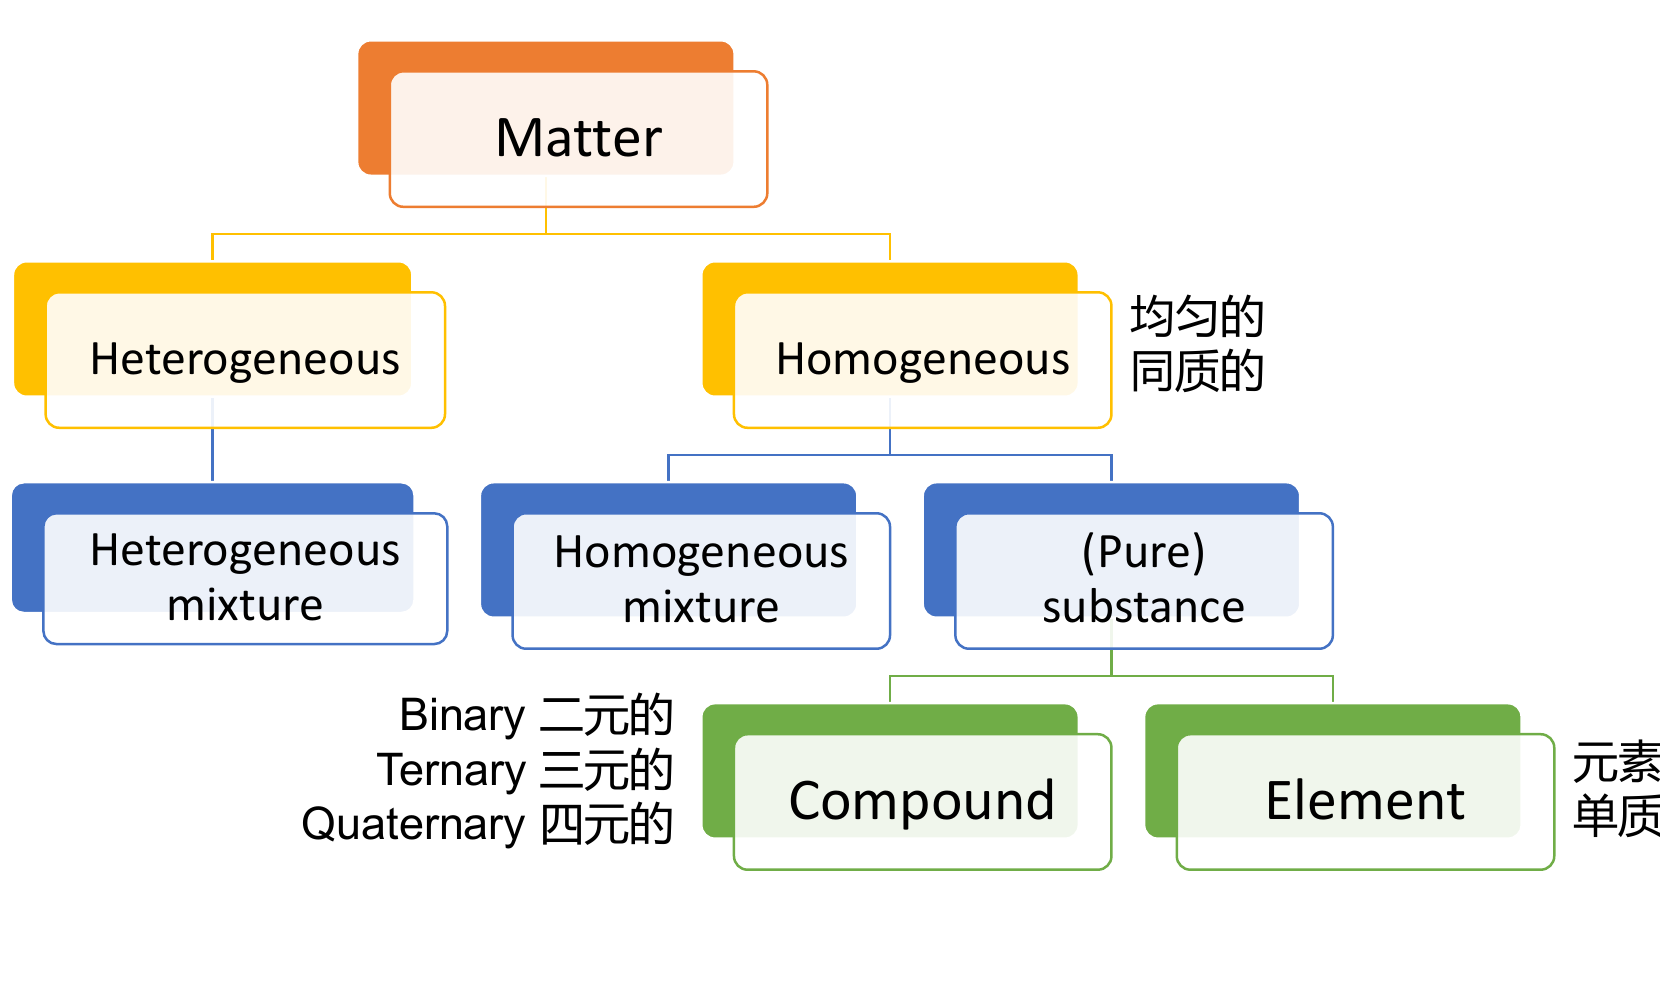 Matter
Heterogeneous
Homogeneous
均匀的
同质的
Heterogeneous
mixture
Homogeneous
mixture
(Pure)
substance
Binary 二元的
Ternary 三元的
Quaternary 四元的
Compound
Element
元素
单质